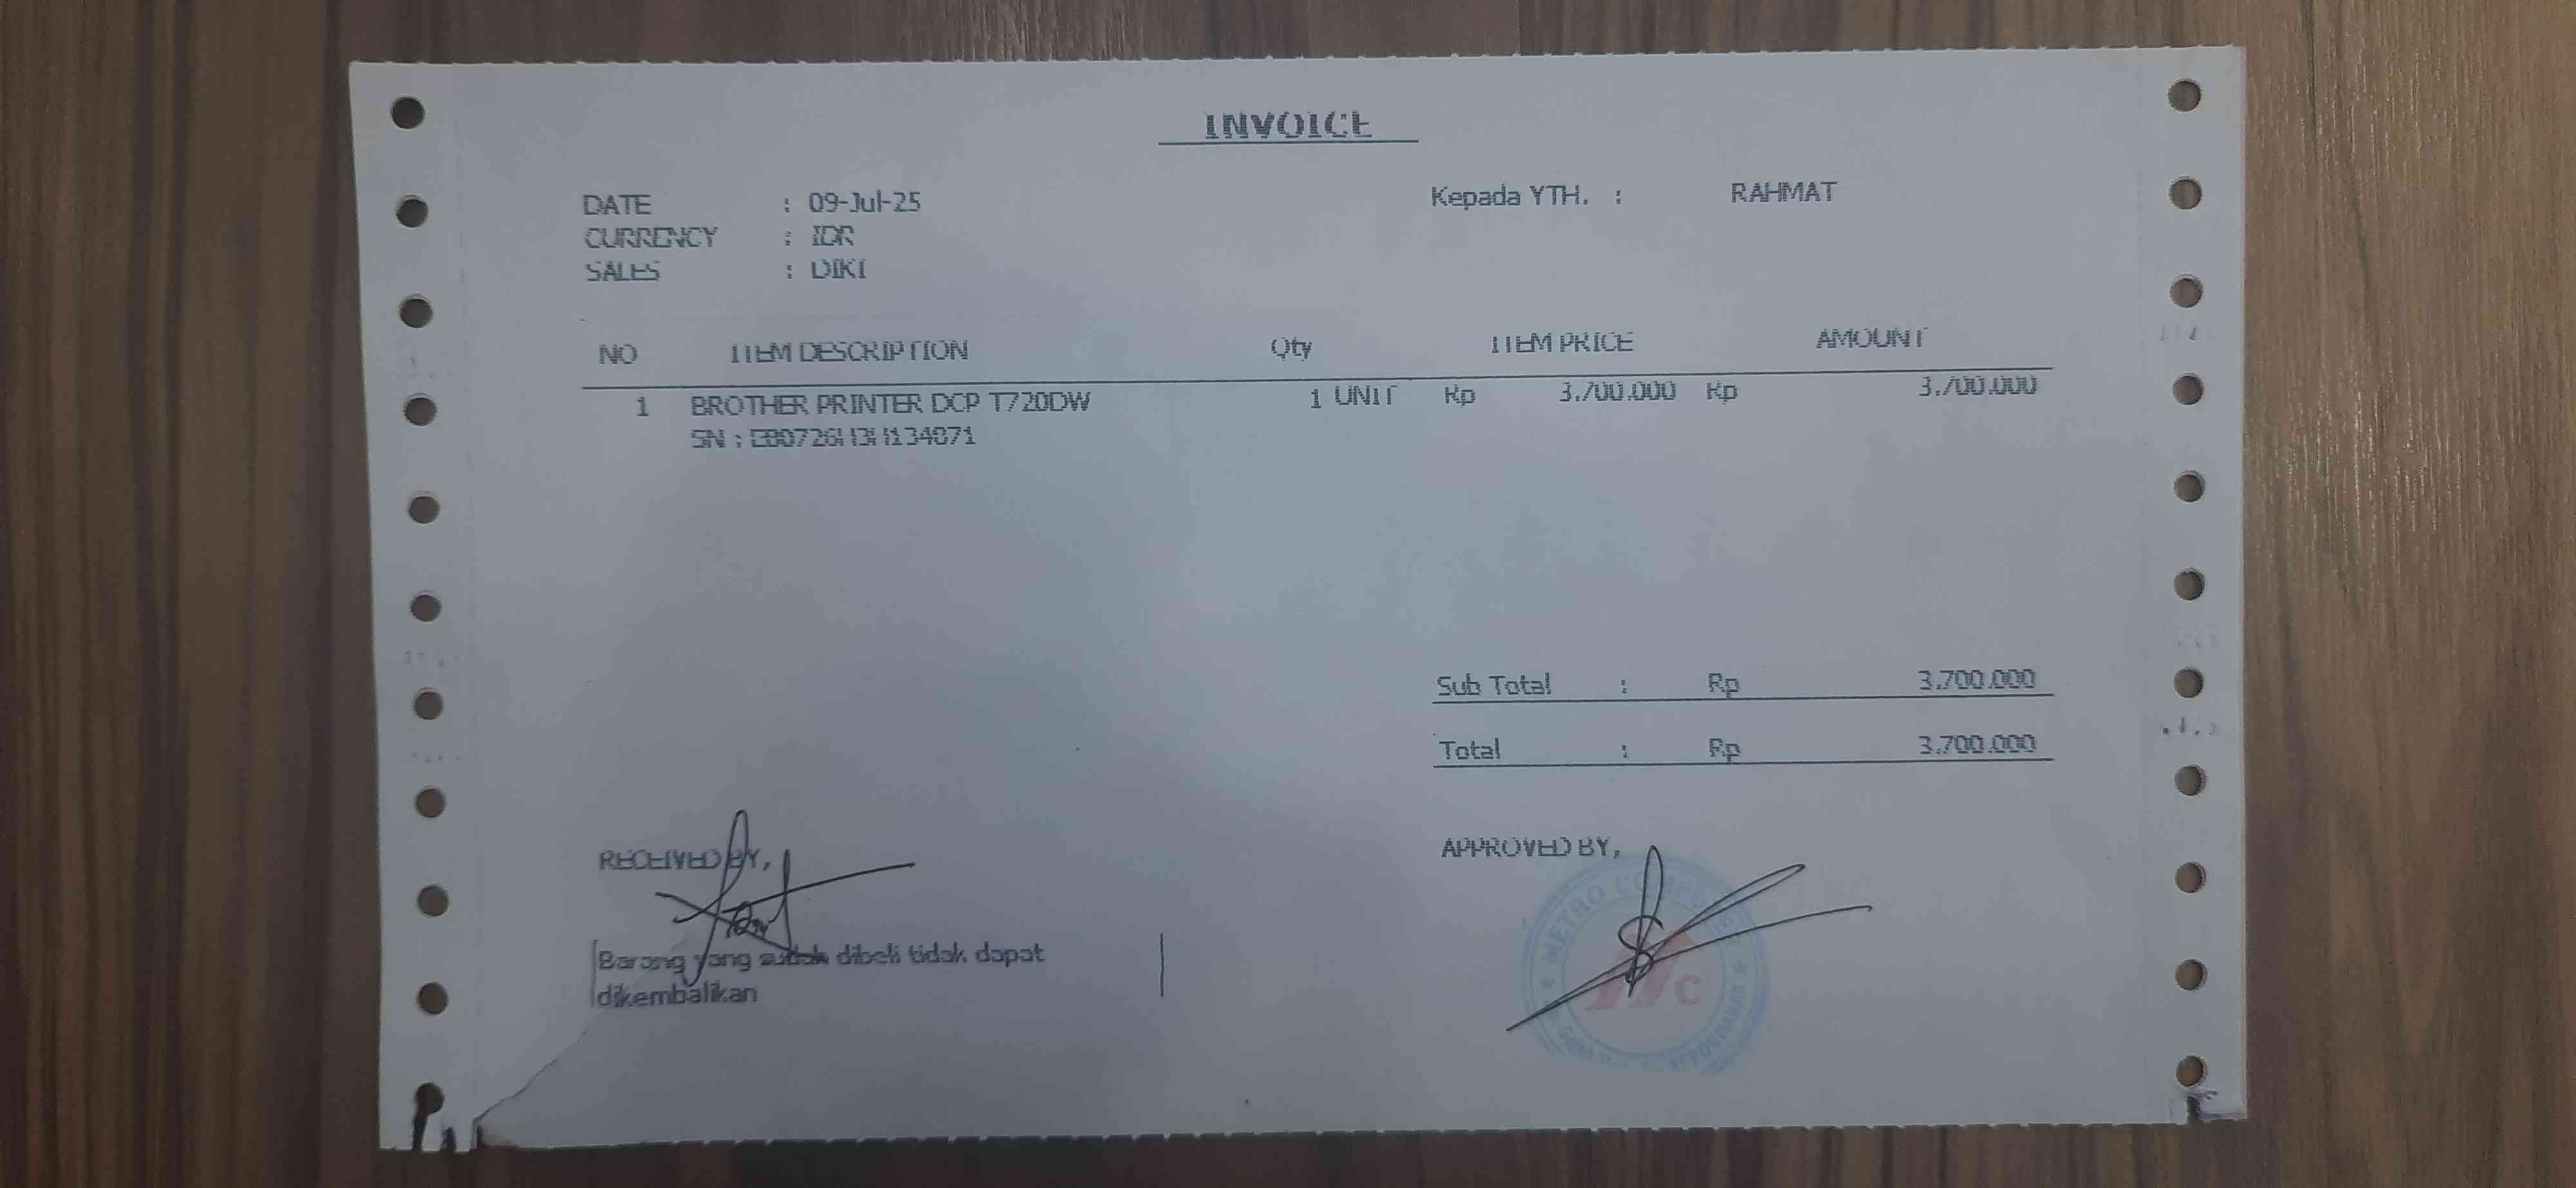 INVOICE
DATE : 09-Jul-25
Kepada YTH. : RAHMAT
CURRENCY : IDR
SALES : DIKI
NO ITEM DESCRIPTION Qty ITEM PRICE AMOUNT
1 BROTHER PRINTER DCP T720DW 1 UNIT Rp 3.700.000 Rp 3.700.000
SN :
Sub Total : Rp 3.700.000
Total : Rp 3.700.000
RECEIVED BY,
APPROVED BY,
Barang yang sudah dibeli tidak dapat
dikembalikan
METRO
C